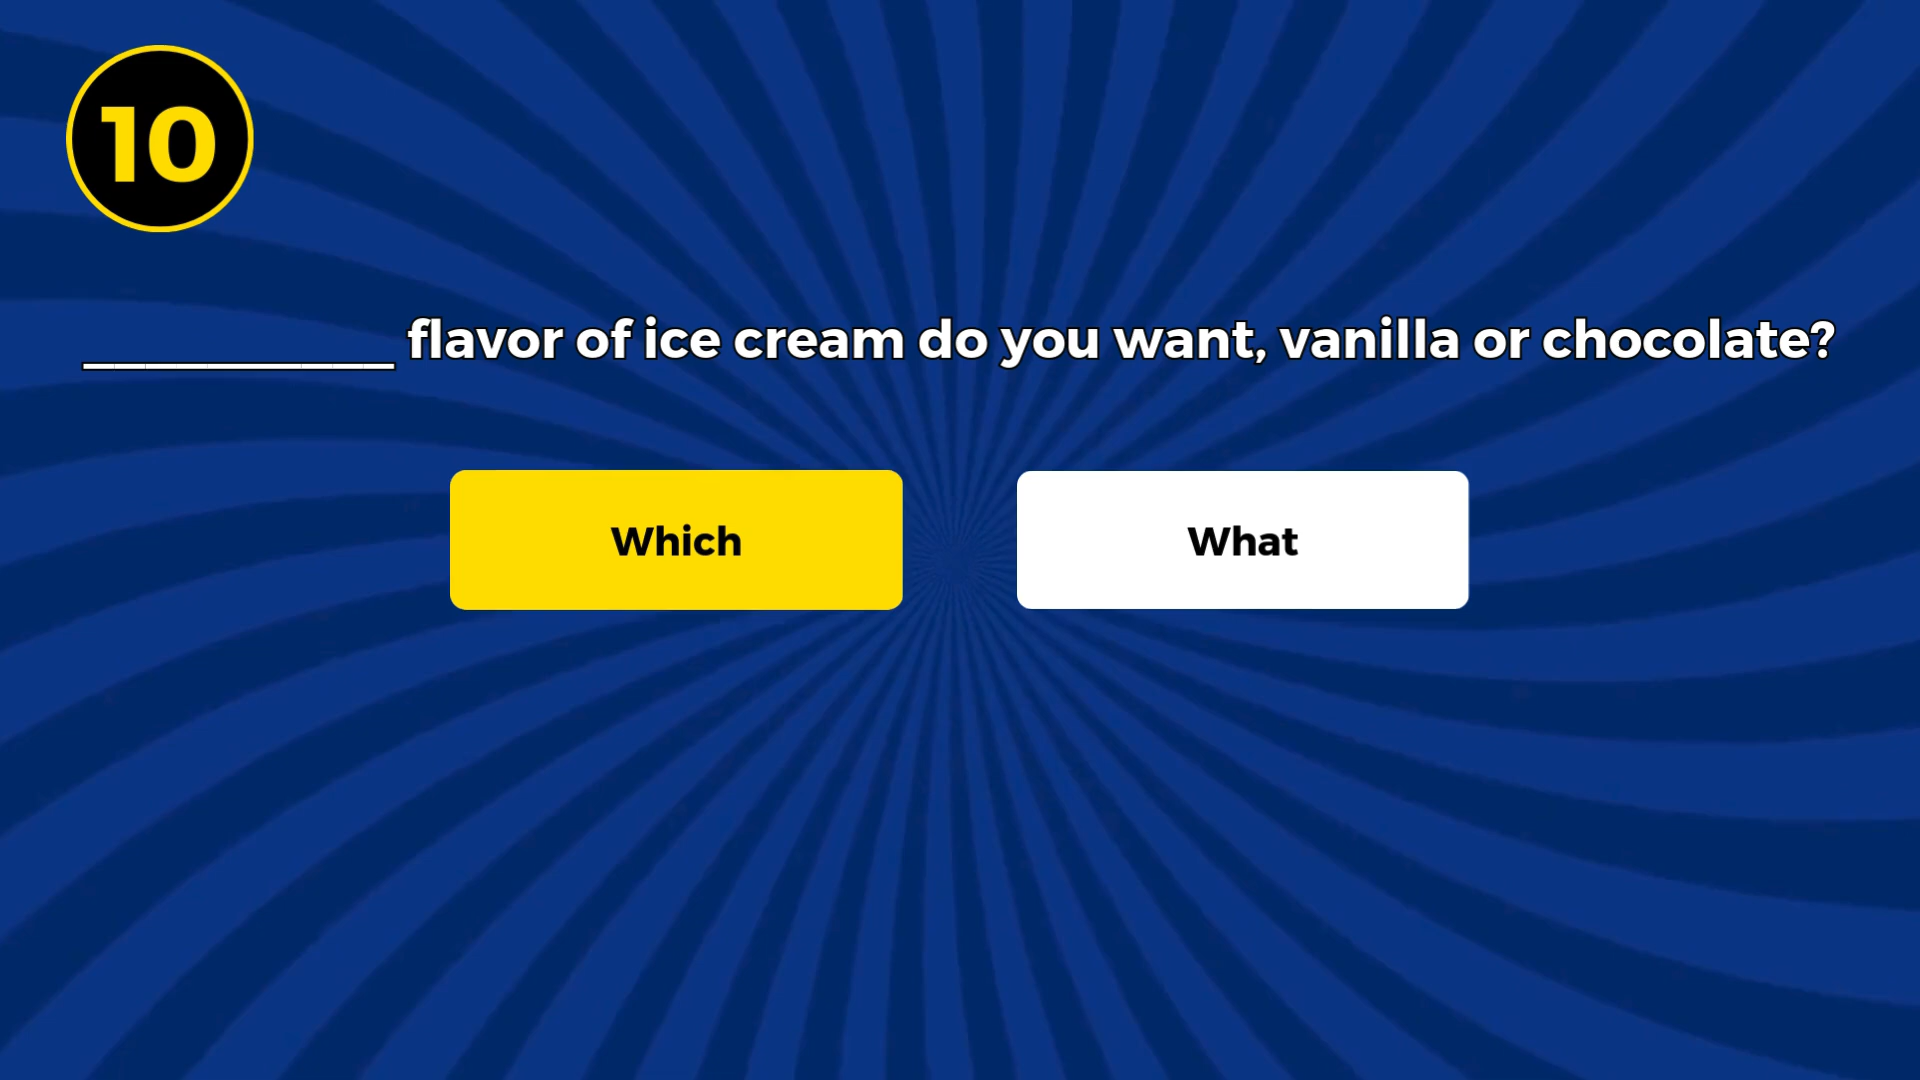 10
__________ flavor of ice cream do you want, vanilla or chocolate?
Which
What